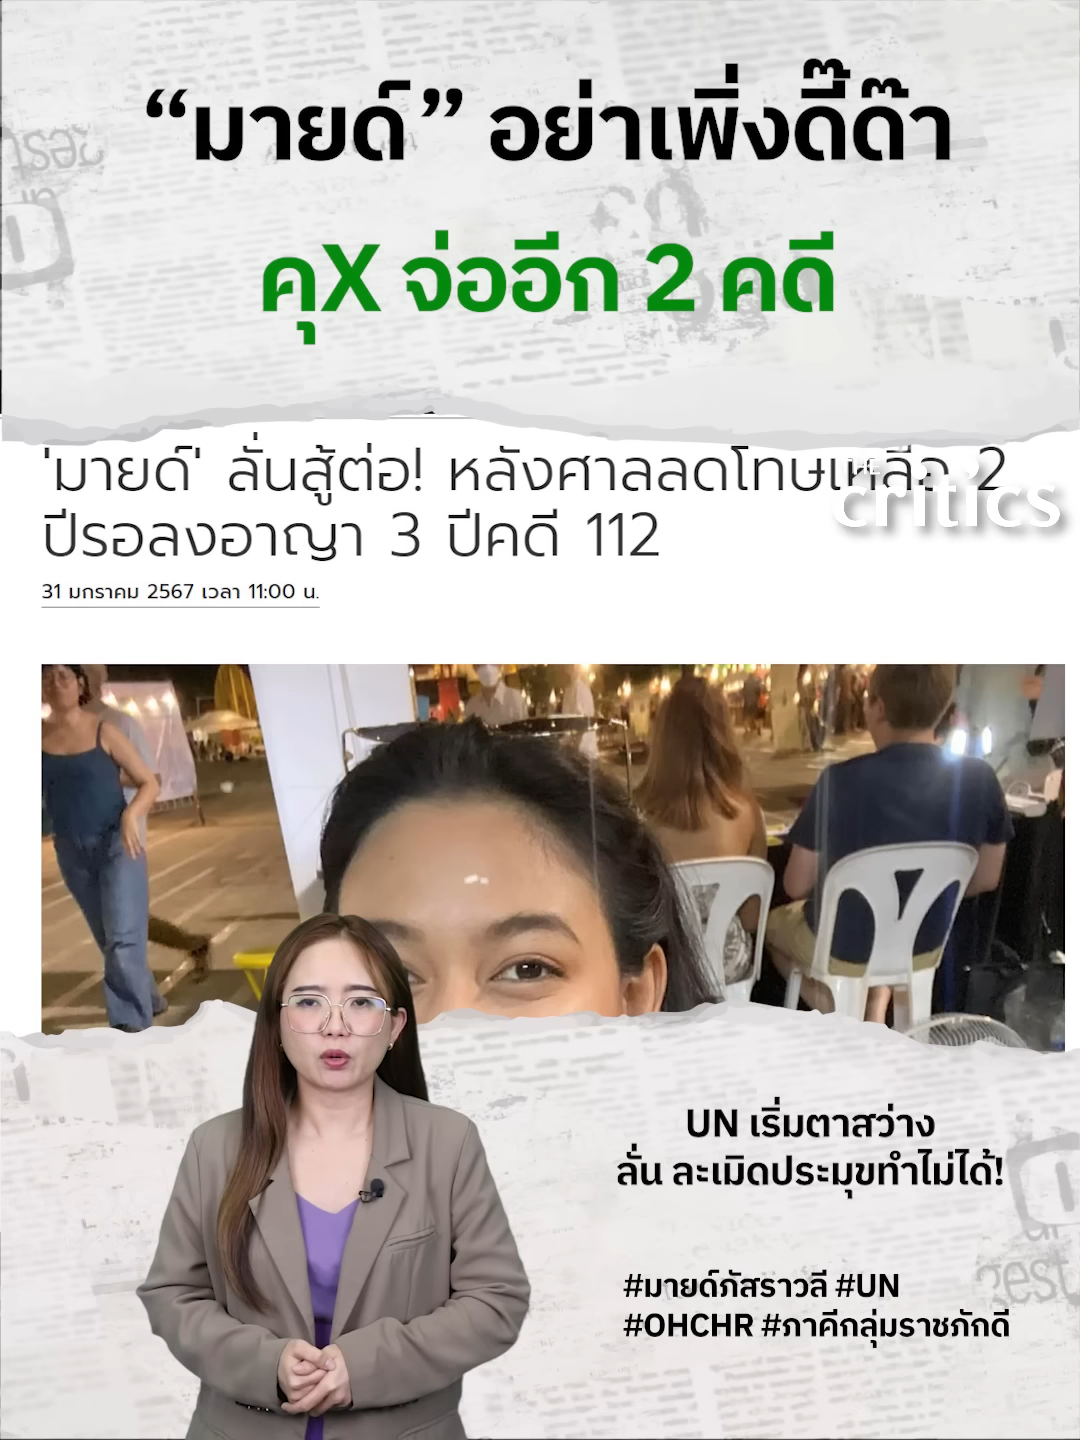 “มายด์” อย่าเพิ่งดี๊ด๊า
คุX จ่ออีก 2 คดี
'มายด์' ลั่นสู้ต่อ! หลังศาลลดโทษเหลือ 2
ปีรอลงอาญา 3 ปีคดี 112
THE
critics
31 มกราคม 2567 เวลา 11:00 น.
UN เริ่มตาสว่าง
ลั่น ละเมิดประมุขทำไม่ได้!
#มายด์ภัสราวลี #UN
#OHCHR #ภาคีกลุ่มราชภักดี